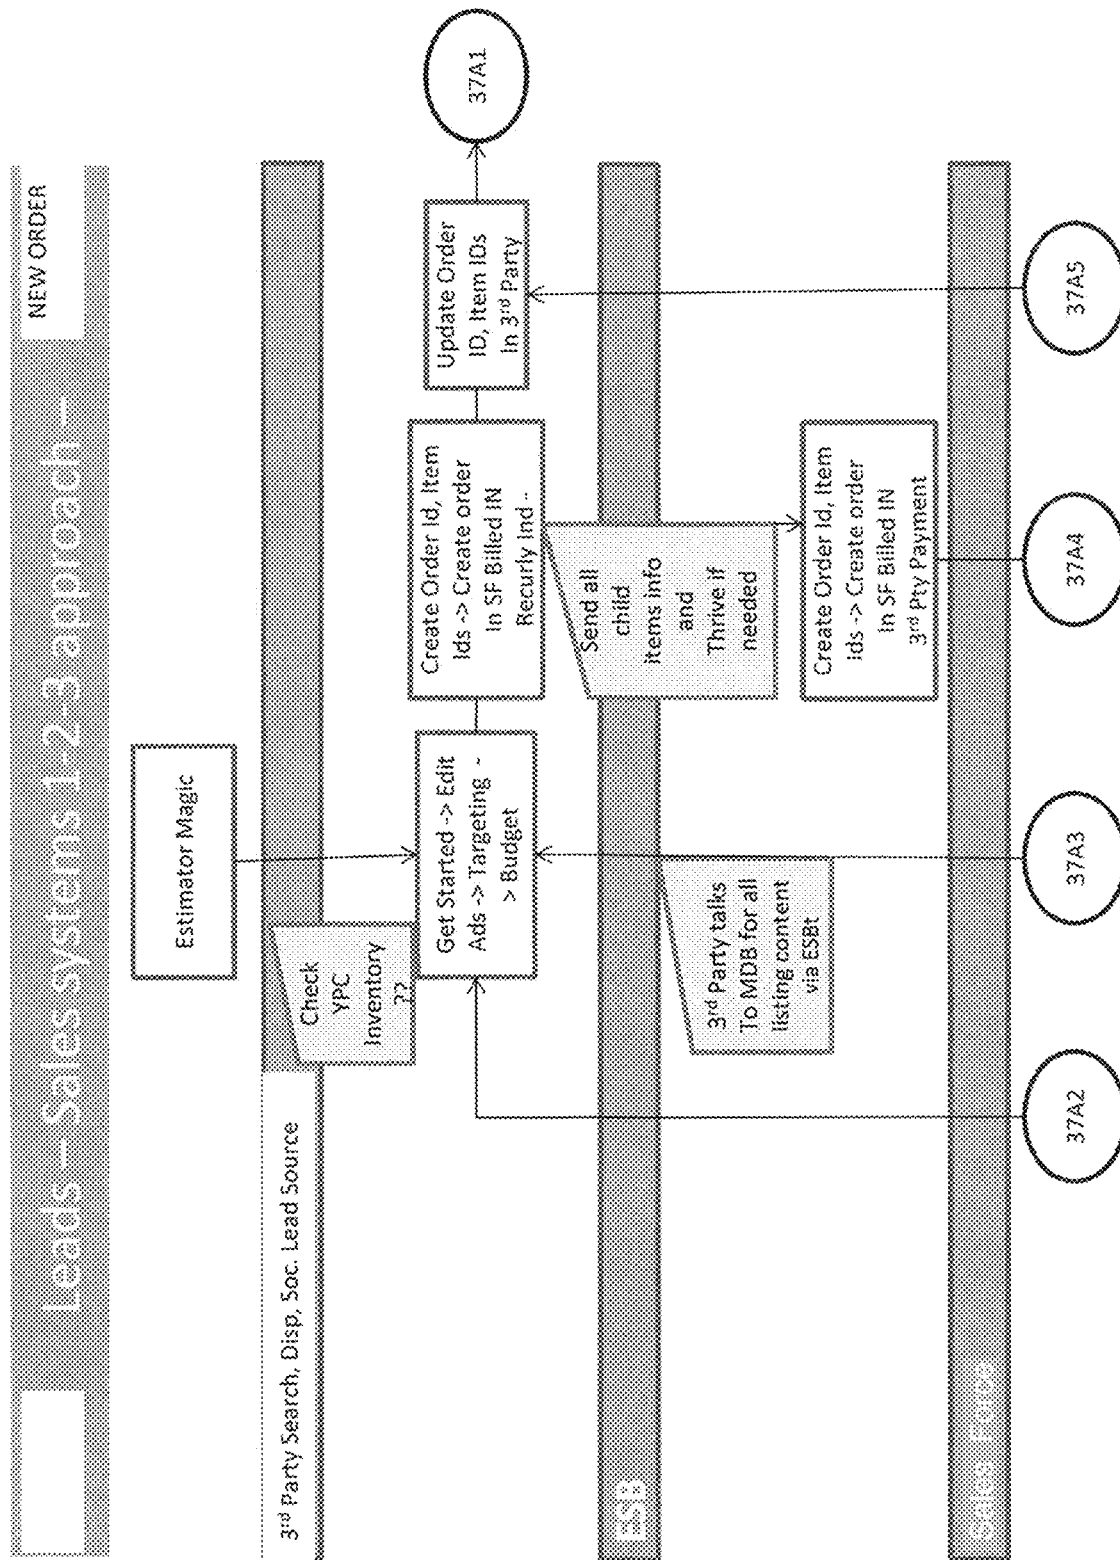 Leads – Sales systems 1-2-3 approach –
NEW ORDER
Estimator Magic
3rd Party Search, Disp, Soc. Lead Source
Check
YPC
Inventory
??
Get Started -> Edit
Ads -> Targeting -
> Budget
Create Order Id, Item
Ids -> Create order
In SF Billed IN
Recurly Ind -
Update Order
ID, Item IDs
In 3rd Party
37A1
ESB
Send all
child
items info
and
Thrive if
needed
3rd Party talks
To MDB for all
listing content
via ESBt
Create Order Id, Item
Ids -> Create order
In SF Billed IN
3rd Pty Payment
Sales Force
37A2
37A3
37A4
37A5